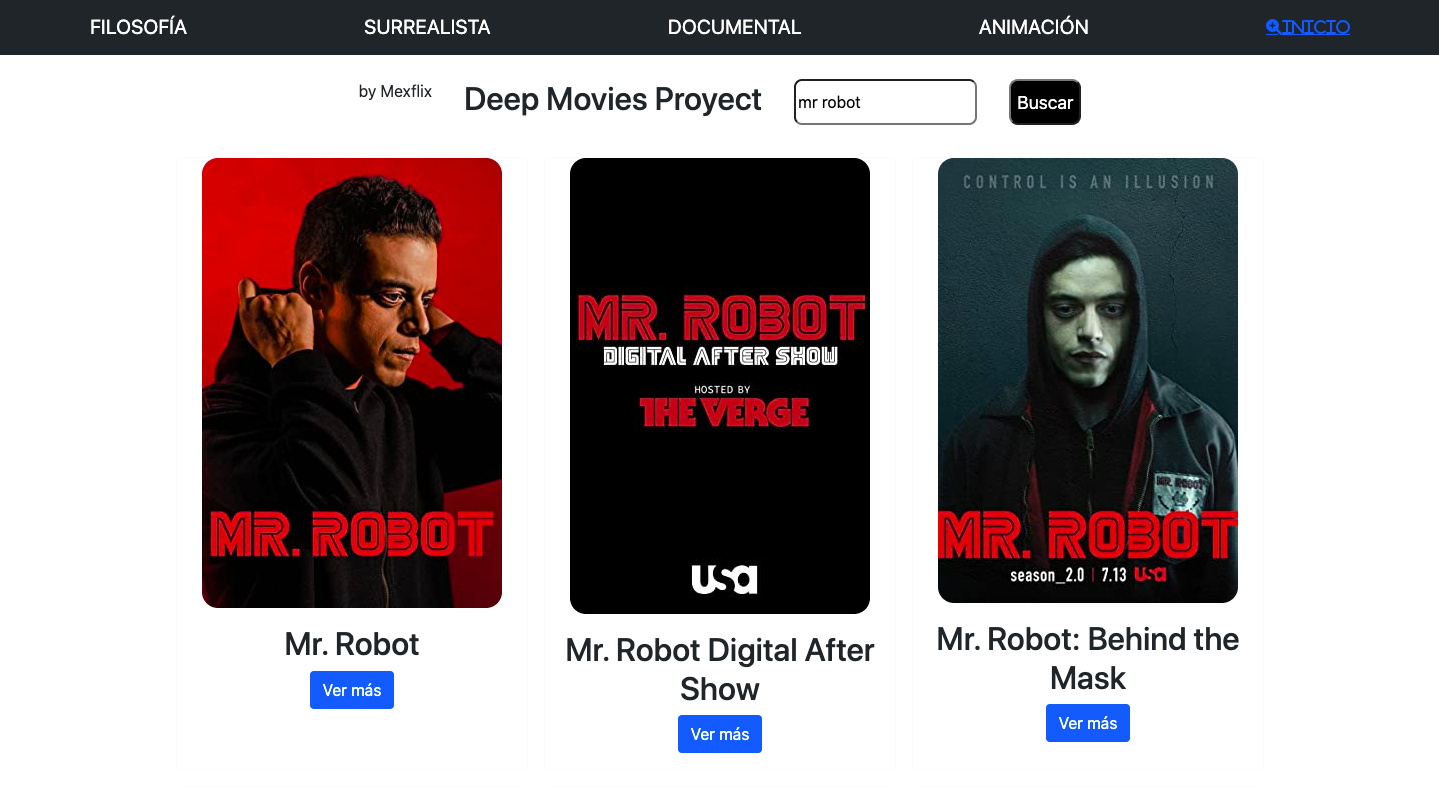 FILOSOFÍA
SURREALISTA
DOCUMENTAL
ANIMACIÓN
INICIO
by Mexflix
Deep Movies Proyect
mr robot
Buscar
MR. ROBOT
Mr. Robot
Ver más
MR. ROBOT
DIGITAL AFTER SHOW
HOSTED BY
THE VERGE
usa
Mr. Robot Digital After
Show
Ver más
CONTROL IS AN ILLUSION
MR. ROBOT
MR. ROBOT
season_2.0 | 7.13 usa
Mr. Robot: Behind the
Mask
Ver más